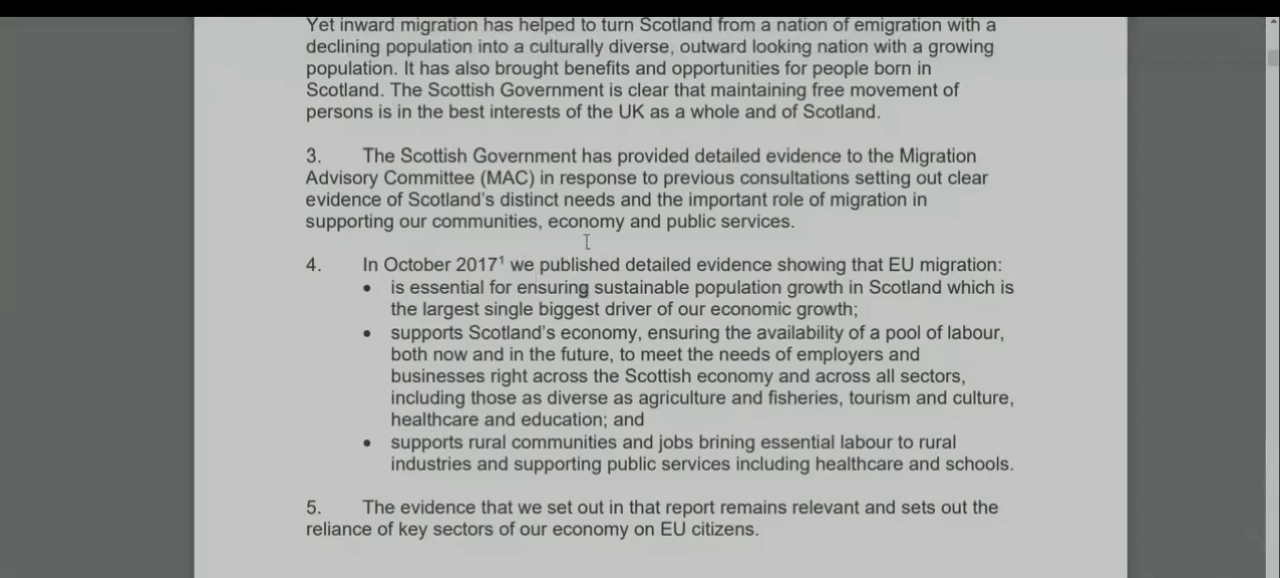 Yet inward migration has helped to turn Scotland from a nation of emigration with a
declining population into a culturally diverse, outward looking nation with a growing
population. It has also brought benefits and opportunities for people born in
Scotland. The Scottish Government is clear that maintaining free movement of
persons is in the best interests of the UK as a whole and of Scotland.
3. The Scottish Government has provided detailed evidence to the Migration
Advisory Committee (MAC) in response to previous consultations setting out clear
evidence of Scotland's distinct needs and the important role of migration in
supporting our communities, economy and public services.
4. In October 2017¹ we published detailed evidence showing that EU migration:
• is essential for ensuring sustainable population growth in Scotland which is
the largest single biggest driver of our economic growth;
• supports Scotland's economy, ensuring the availability of a pool of labour,
both now and in the future, to meet the needs of employers and
businesses right across the Scottish economy and across all sectors,
including those as diverse as agriculture and fisheries, tourism and culture,
healthcare and education; and
• supports rural communities and jobs brining essential labour to rural
industries and supporting public services including healthcare and schools.
5. The evidence that we set out in that report remains relevant and sets out the
reliance of key sectors of our economy on EU citizens.